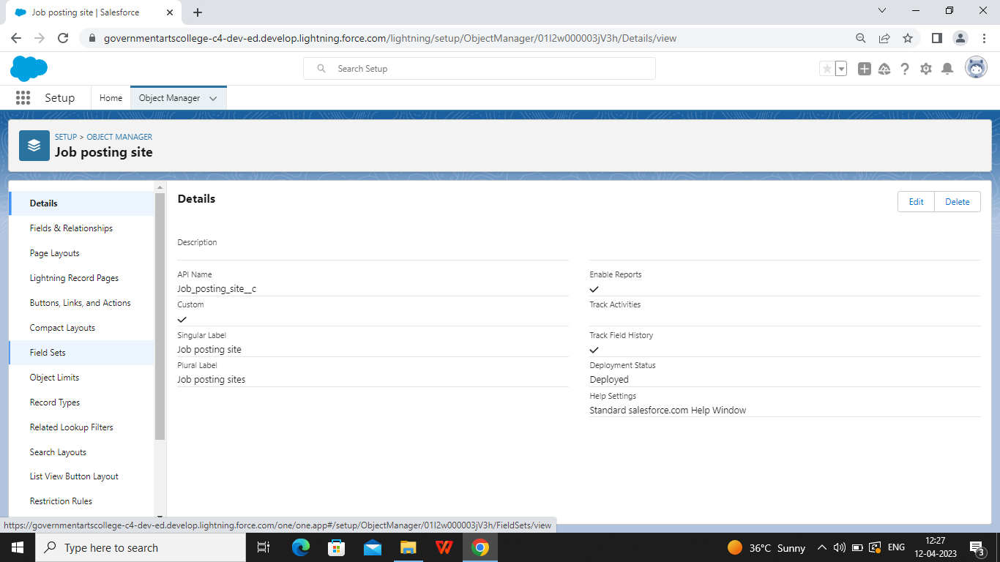 Job posting site | Salesforce
governmentartscollege-c4-dev-ed.develop.lightning.force.com/lightning/setup/ObjectManager/01I2w000003jV3h/Details/view
Search Setup
Setup
Home
Object Manager
SETUP > OBJECT MANAGER
Job posting site
Details
Fields & Relationships
Page Layouts
Lightning Record Pages
Buttons, Links, and Actions
Compact Layouts
Field Sets
Object Limits
Record Types
Related Lookup Filters
Search Layouts
List View Button Layout
Restriction Rules
Details
Edit
Delete
Description
API Name
Job_posting_site__c
Custom
Singular Label
Job posting site
Plural Label
Job posting sites
Enable Reports
Track Activities
Track Field History
Deployment Status
Deployed
Help Settings
Standard salesforce.com Help Window
https://governmentartscollege-c4-dev-ed.develop.lightning.force.com/one/one.app#/setup/ObjectManager/01I2w000003jV3h/FieldSets/view
Type here to search
36°C Sunny
ENG
12:27
12-04-2023
3